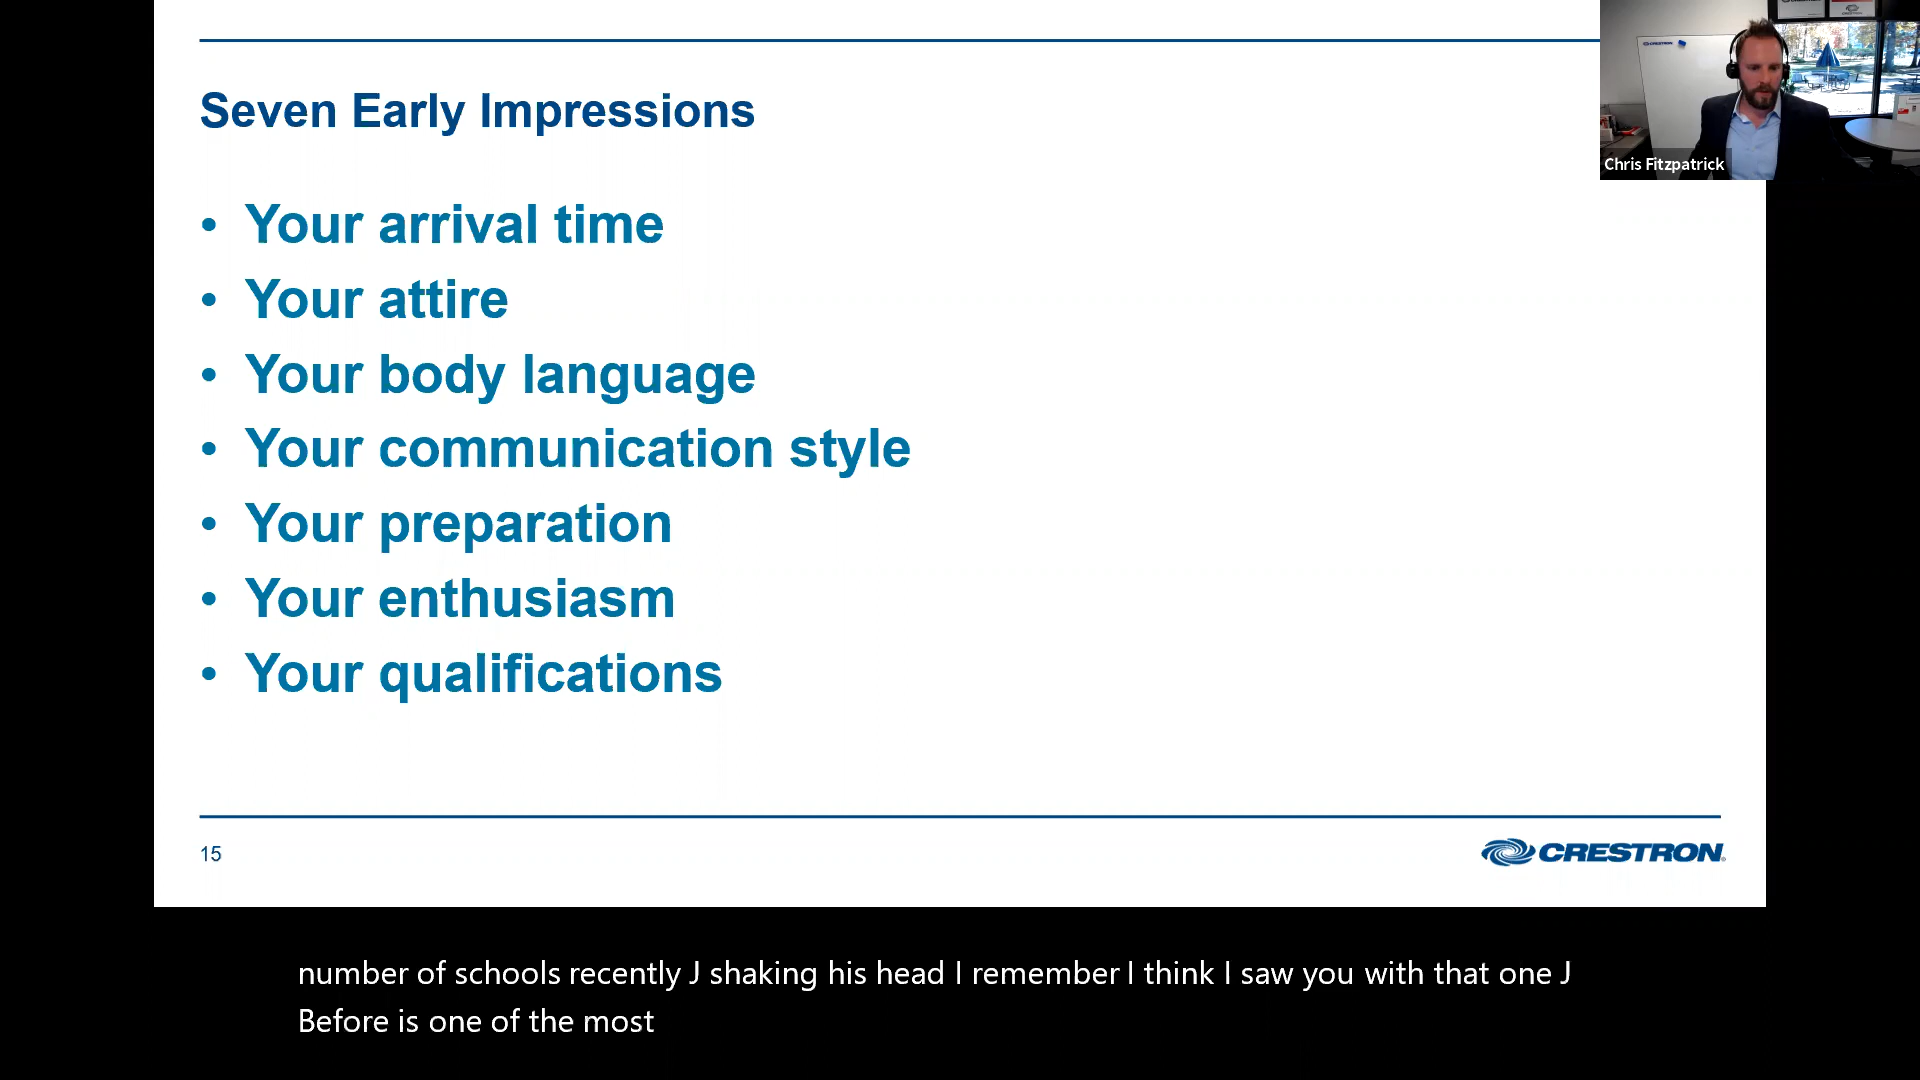 Seven Early Impressions
• Your arrival time
• Your attire
• Your body language
• Your communication style
• Your preparation
• Your enthusiasm
• Your qualifications
15
CRESTRON
CRESTRON
Chris Fitzpatrick
number of schools recently J shaking his head I remember I think I saw you with that one J
Before is one of the most